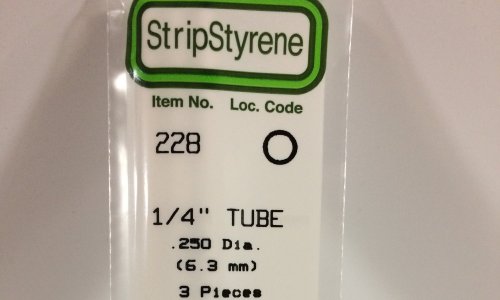 StripStyrene
Item No. Loc. Code
228
1/4" TUBE
.250 Dia.
(6.3 mm)
3 Pieces